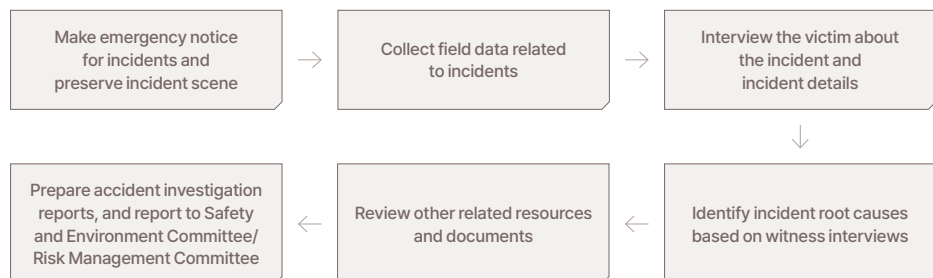 Make emergency notice
for incidents and
preserve incident scene
Collect field data related
to incidents
Interview the victim about
the incident and
incident details
Identify incident root causes
based on witness interviews
Review other related resources
and documents
Prepare accident investigation
reports, and report to Safety
and Environment Committee/
Risk Management Committee